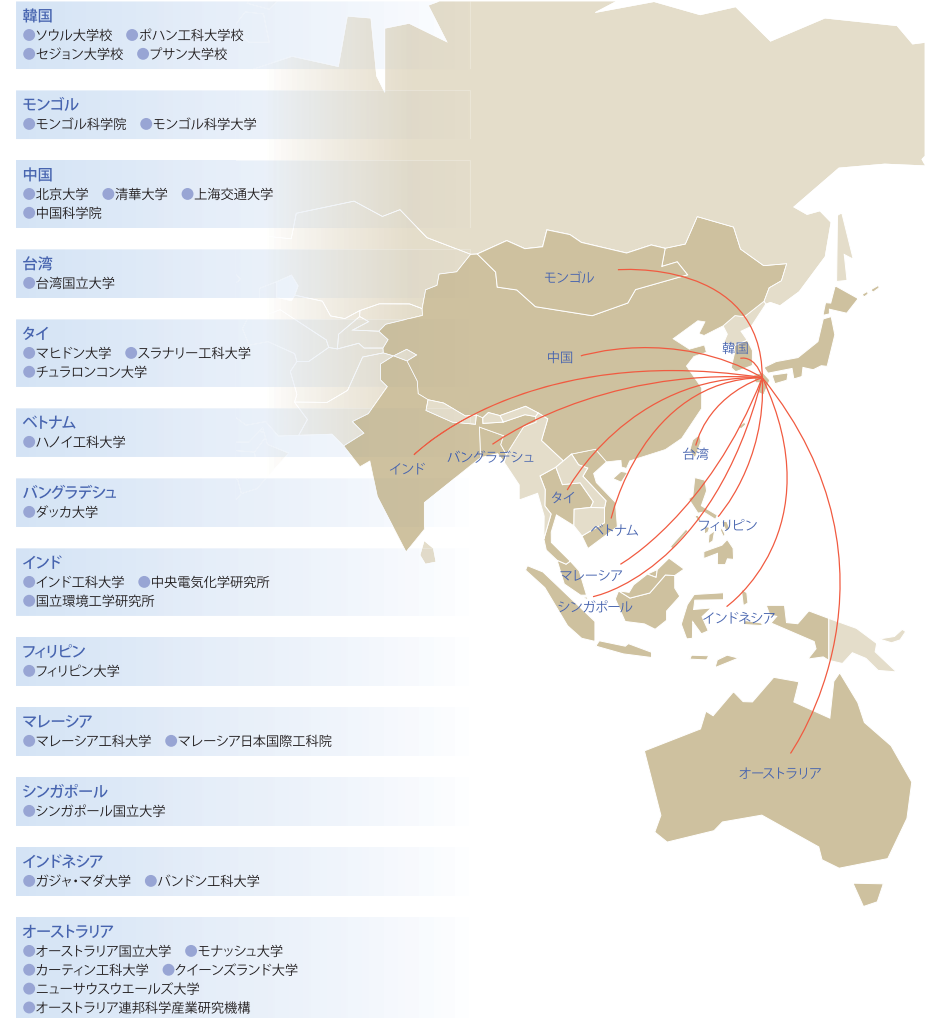 韓国
●ソウル大学校 ●ポハン工科大学校
●セジョン大学校 ●プサン大学校
モンゴル
●モンゴル科学院 ●モンゴル科学大学
中国
●北京大学 ●清華大学 ●上海交通大学
●中国科学院
台湾
●台湾国立大学
タイ
●マヒドン大学 ●スラナリー工科大学
●チュラロンコン大学
ベトナム
●ハノイ工科大学
バングラデシュ
●ダッカ大学
インド
●インド工科大学 ●中央電気化学研究所
●国立環境工学研究所
フィリピン
●フィリピン大学
マレーシア
●マレーシア工科大学 ●マレーシア日本国際工科院
シンガポール
●シンガポール国立大学
インドネシア
●ガジャ・マダ大学 ●バンドン工科大学
オーストラリア
●オーストラリア国立大学 ●モナッシュ大学
●カーティン工科大学 ●クイーンズランド大学
●ニューサウスウエールズ大学
●オーストラリア連邦科学産業研究機構
モンゴル
韓国
中国
台湾
バングラデシュ
インド
タイ
フィリピン
ベトナム
マレーシア
シンガポール
インドネシア
オーストラリア